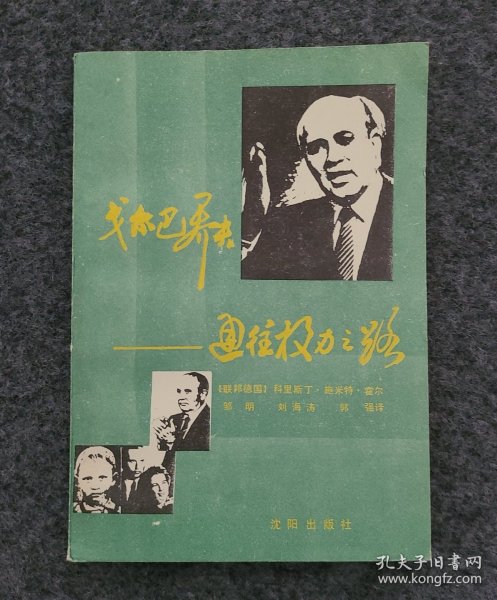 戈尔巴乔夫
——通往权力之路
【联邦德国】科里斯丁·施米特·霍尔
邹明 刘海涛 郭强译
沈阳出版社
孔夫子旧书网
www.kongfz.com